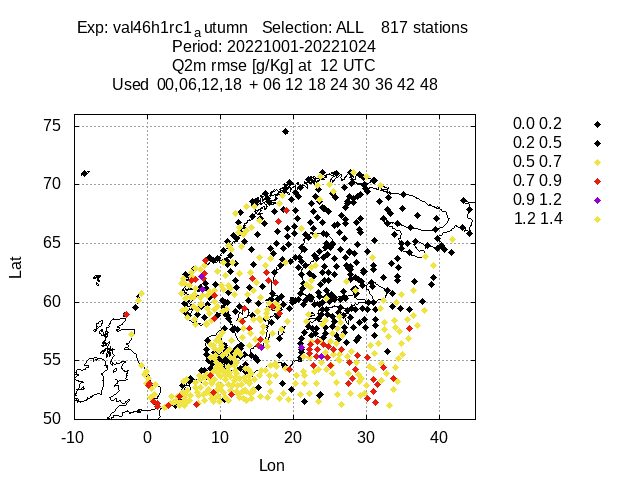 Exp: val46h1rc1_a utumn Selection: ALL 817 stations
Period: 20221001-20221024
Q2m rmse [g/Kg] at 12 UTC
Used 00,06,12,18 + 06 12 18 24 30 36 42 48
75
70
65
60
55
50
Lat
-10 0 10 20 30 40
Lon
0.0 0.2
0.2 0.5
0.5 0.7
0.7 0.9
0.9 1.2
1.2 1.4